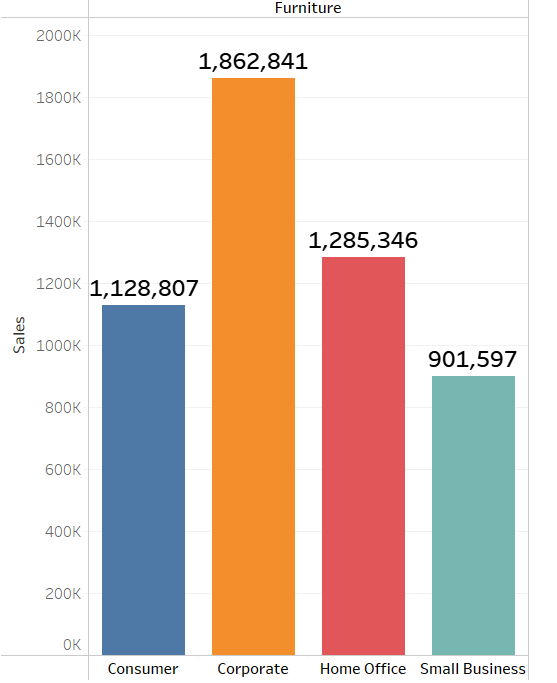 Furniture
2000K
1800K
1600K
1400K
1200K
1000K
800K
600K
400K
200K
0K
Sales
1,128,807
1,862,841
1,285,346
901,597
Consumer
Corporate
Home Office
Small Business